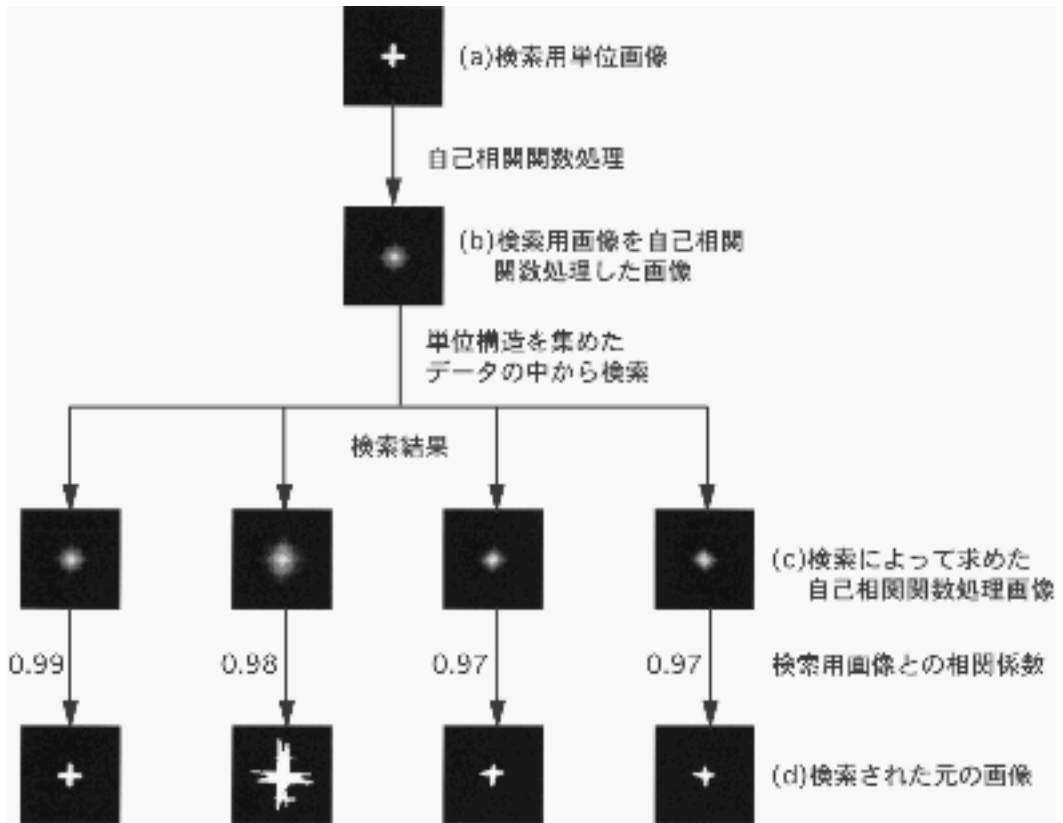 (a)検索用単位画像
自己相関関数処理
(b)検索用画像を自己相関
関数処理した画像
単位構造を集めた
データの中から検索
検索結果
(c)検索によって求めた
自己相関関数処理画像
0.99
0.98
0.97
0.97
検索用画像との相関係数
(d)検索された元の画像